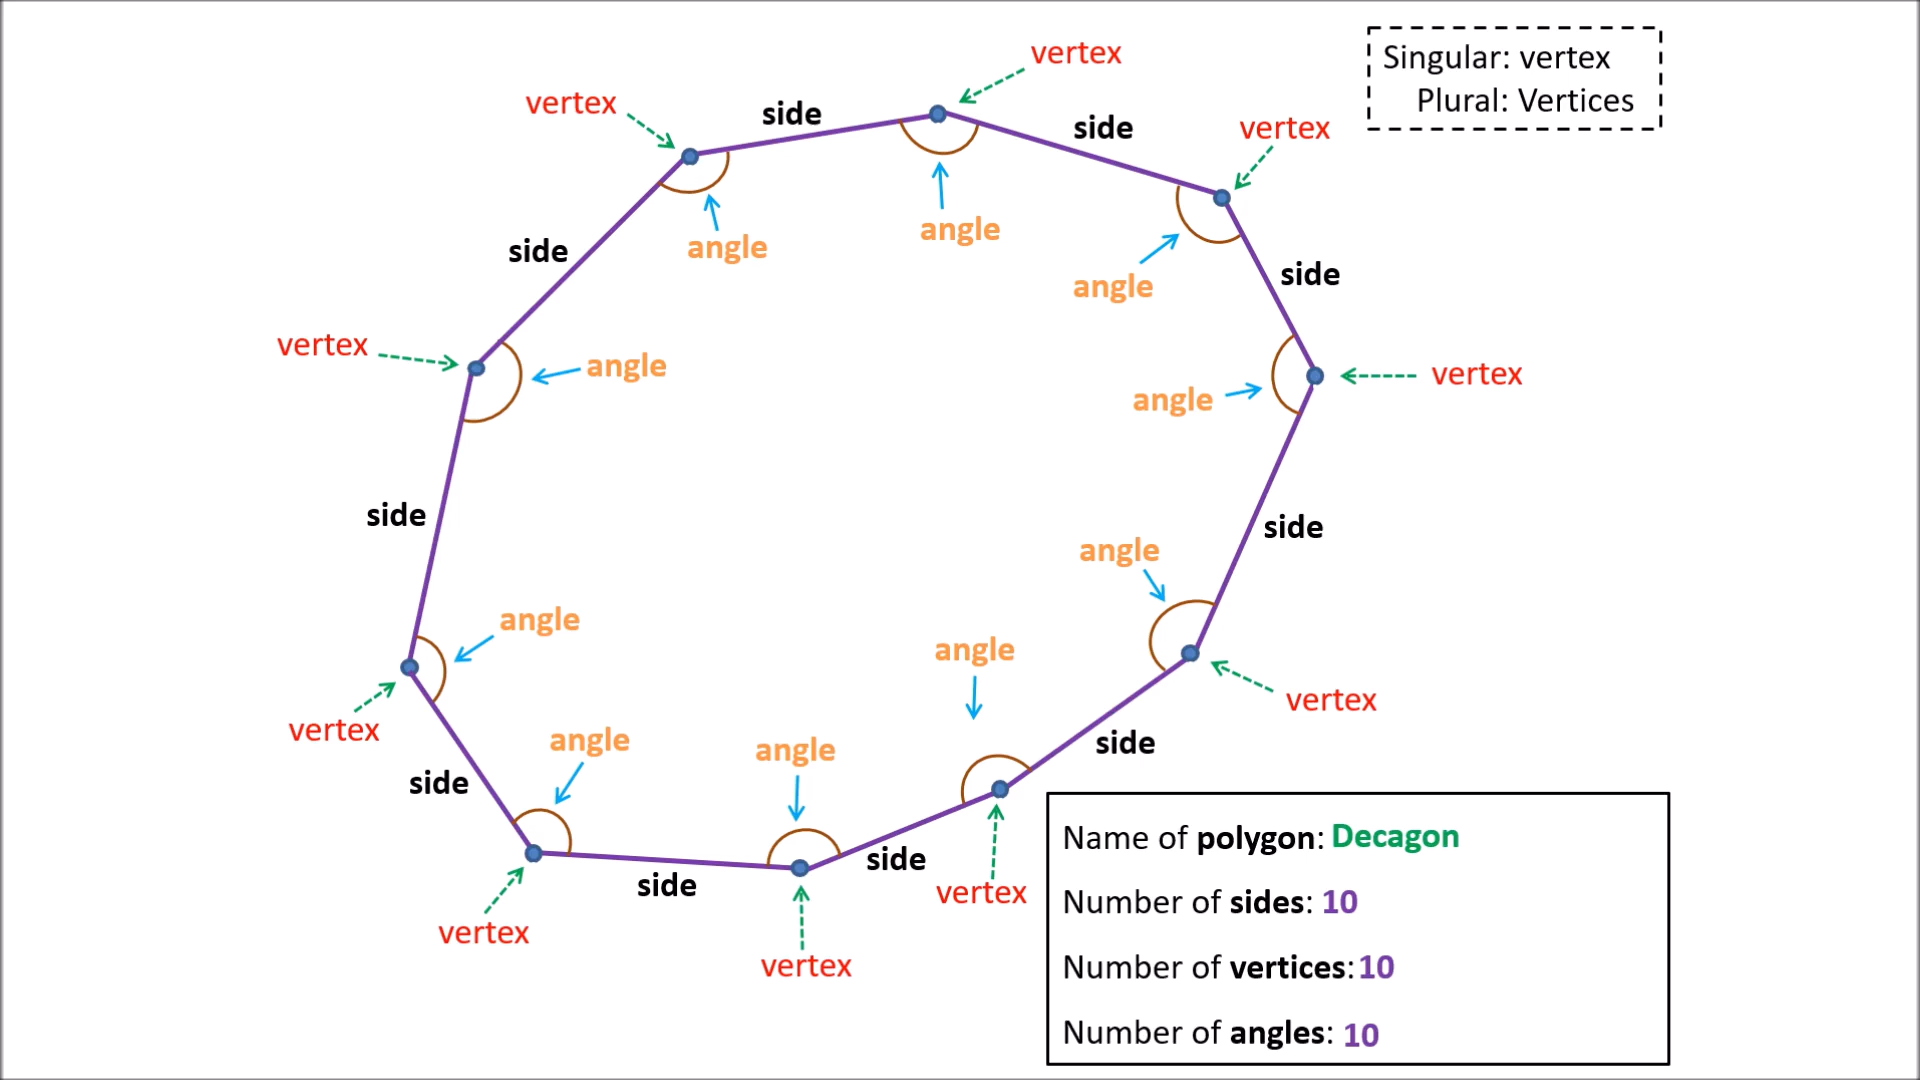 vertex
Singular: vertex
Plural: Vertices
vertex
side
side
vertex
angle
angle
side
angle
side
vertex
angle
vertex
angle
side
side
angle
angle
angle
vertex
vertex
side
angle
angle
side
Name of polygon: Decagon
side
side
vertex
Number of sides: 10
vertex
vertex
Number of vertices: 10
Number of angles: 10